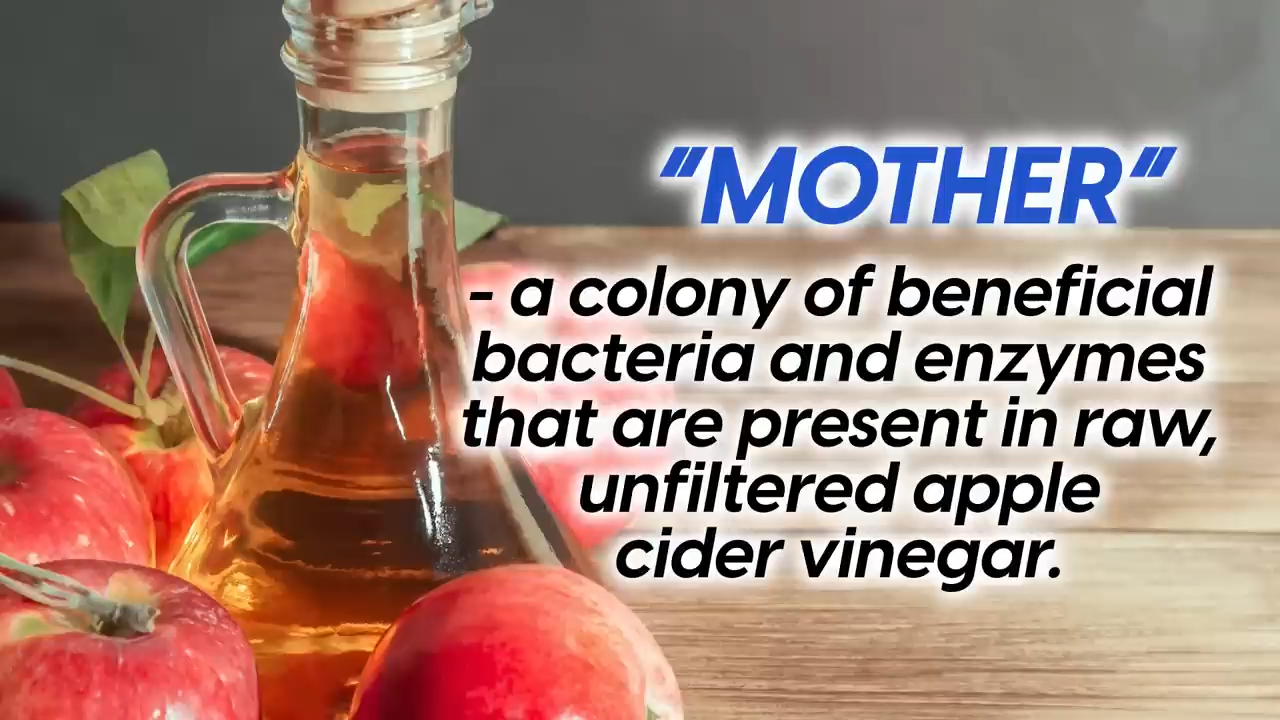 "MOTHER"
- a colony of beneficial
bacteria and enzymes
that are present in raw,
unfiltered apple
cider vinegar.